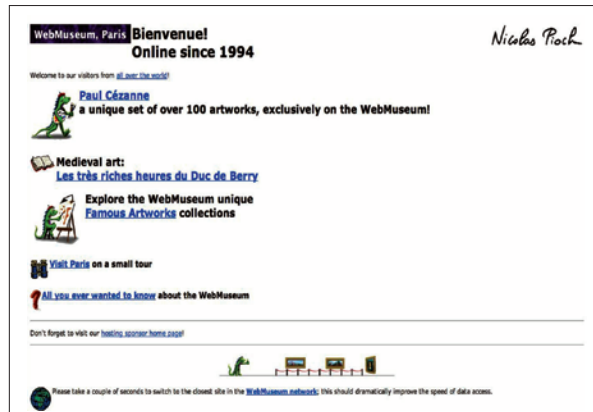 WebMuseum, Paris Bienvenue!
Online since 1994
Nicolas Pioch
Welcome to our visitors from all over the world!
Paul Cézanne
a unique set of over 100 artworks, exclusively on the WebMuseum!
Medieval art:
Les très riches heures du Duc de Berry
Explore the WebMuseum unique
Famous Artworks collections
Visit Paris on a small tour
All you ever wanted to know about the WebMuseum
Don't forget to visit our hosting sponsor home page!
Please take a couple of seconds to switch to the closest site in the WebMuseum network; this should dramatically improve the speed of data access.